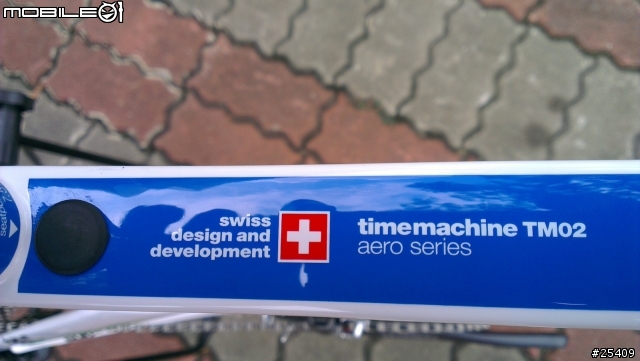 MOBILE01
swiss
design and
development
timemachine TM02
aero series
#25409